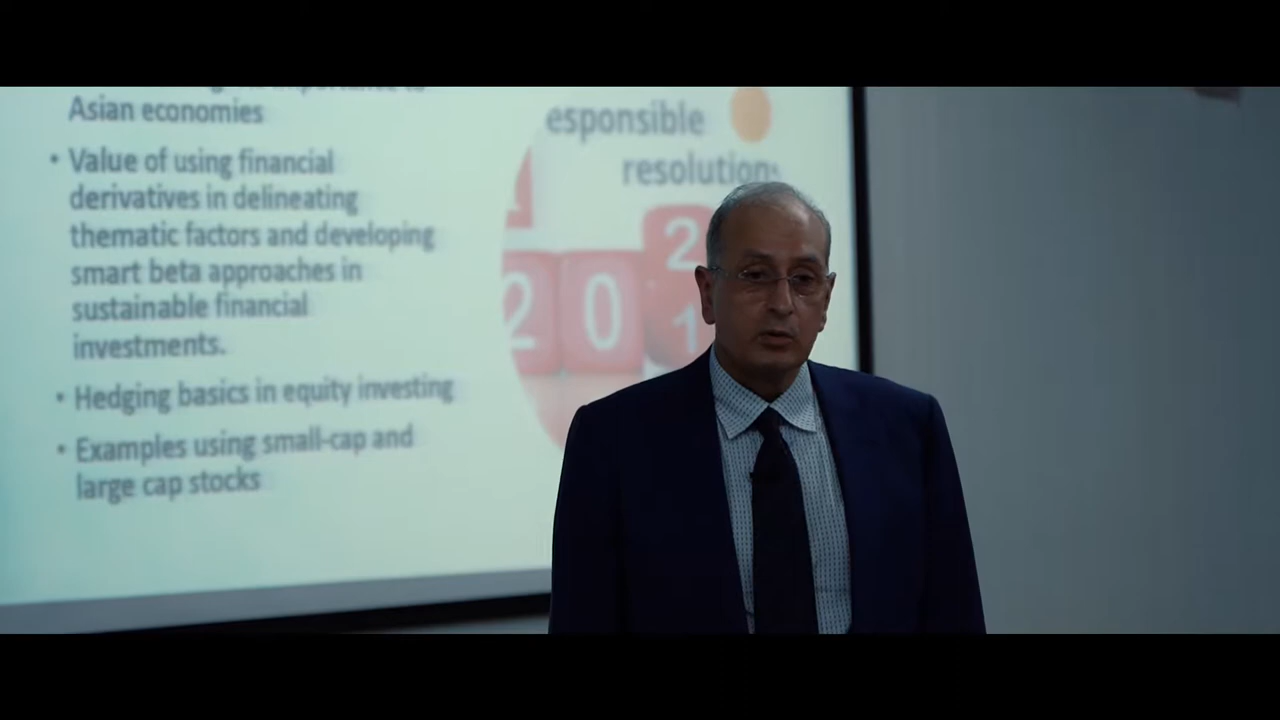 Asian economies
• Value of using financial
derivatives in delineating
thematic factors and developing
smart beta approaches in
sustainable financial
investments.
• Hedging basics in equity investing
• Examples using small-cap and
large cap stocks
esponsible
resolution
2
2 0 1